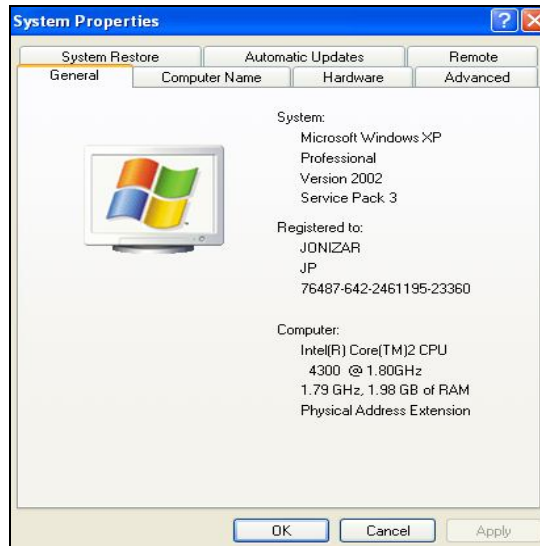 System Properties
System Restore Automatic Updates Remote
General Computer Name Hardware Advanced
System:
Microsoft Windows XP
Professional
Version 2002
Service Pack 3
Registered to:
JONIZAR
JP
76487-642-2461195-23360
Computer:
Intel(R) Core(TM)2 CPU
4300 @ 1.80GHz
1.79 GHz, 1.98 GB of RAM
Physical Address Extension
OK Cancel Apply